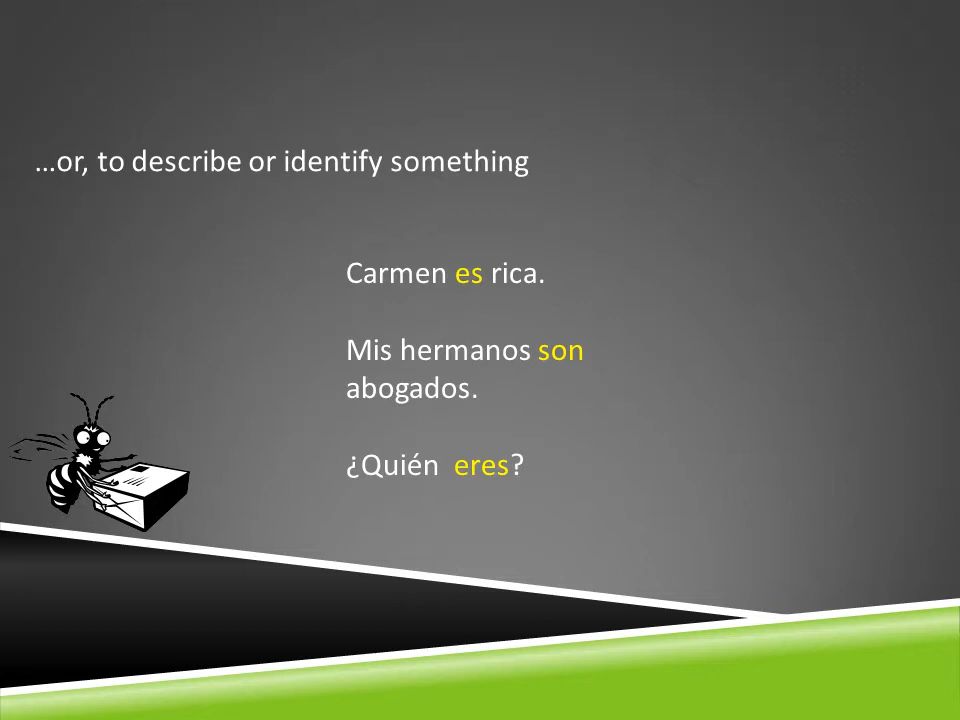 …or, to describe or identify something
Carmen es rica.
Mis hermanos son
abogados.
¿Quién  eres?